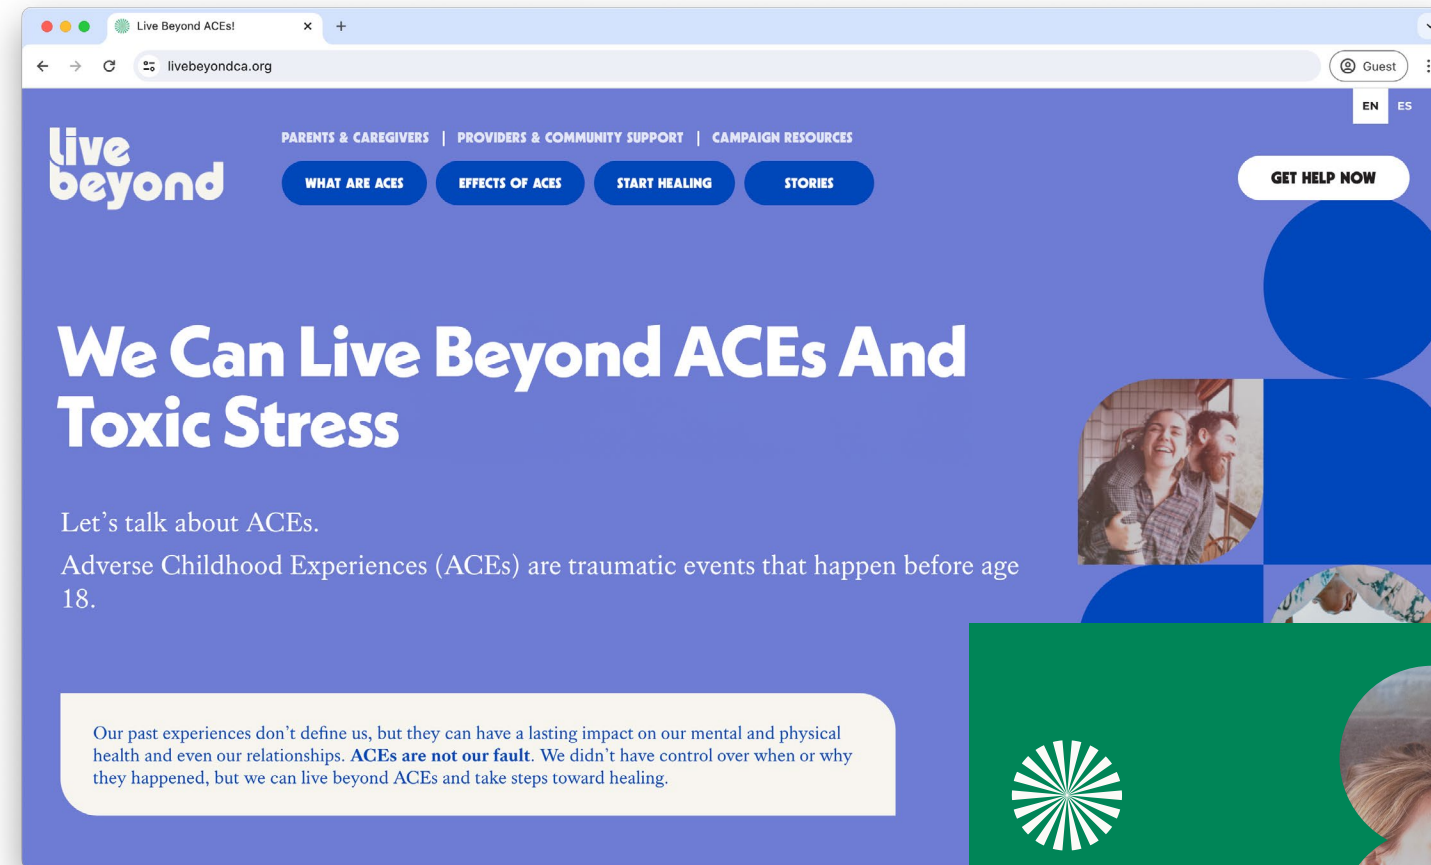 Live Beyond ACEs!
livebeyondca.org
Guest
EN ES
live
beyond
PARENTS & CAREGIVERS | PROVIDERS & COMMUNITY SUPPORT | CAMPAIGN RESOURCES
WHAT ARE ACES EFFECTS OF ACES START HEALING STORIES
GET HELP NOW
We Can Live Beyond ACEs And
Toxic Stress
Let’s talk about ACEs.
Adverse Childhood Experiences (ACEs) are traumatic events that happen before age
18.
Our past experiences don’t define us, but they can have a lasting impact on our mental and physical
health and even our relationships. ACEs are not our fault. We didn’t have control over when or why
they happened, but we can live beyond ACEs and take steps toward healing.